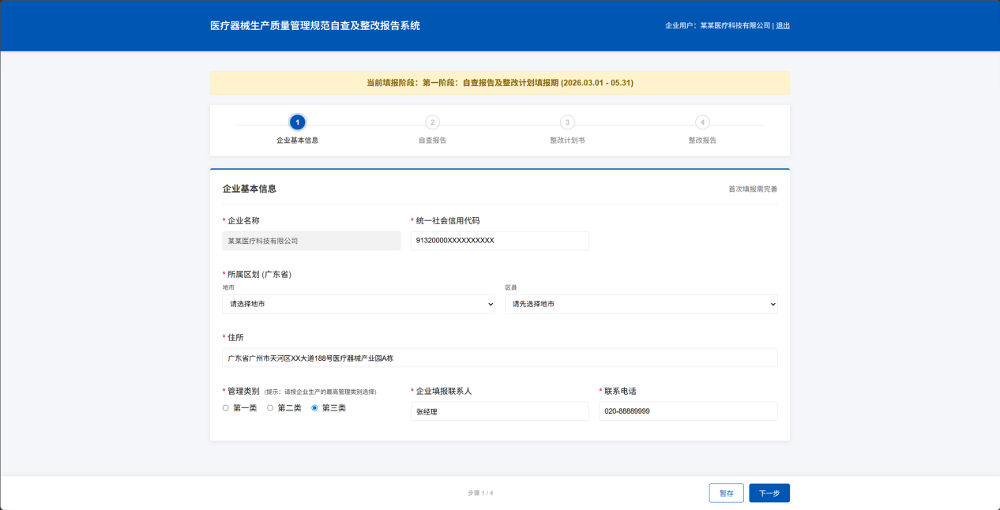 医疗器械生产质量管理规范自查及整改报告系统
企业用户：某某医疗科技有限公司 | 退出
当前填报阶段：第一阶段：自查报告及整改计划填报期 (2026.03.01 - 05.31)
1 2 3 4
企业基本信息 自查报告 整改计划书 整改报告
企业基本信息 首次填报需完善
* 企业名称 * 统一社会信用代码
某某医疗科技有限公司 91320000XXXXXXXXXX
* 所属区划 (广东省)
地市 区县
请选择地市 请先选择地市
* 住所
广东省广州市天河区XX大道188号医疗器械产业园A栋
* 管理类别 (提示：请按企业生产的最高管理类别选择) * 企业填报联系人 * 联系电话
第一类 第二类 第三类 张经理 020-88889999
步骤 1 / 4 暂存 下一步